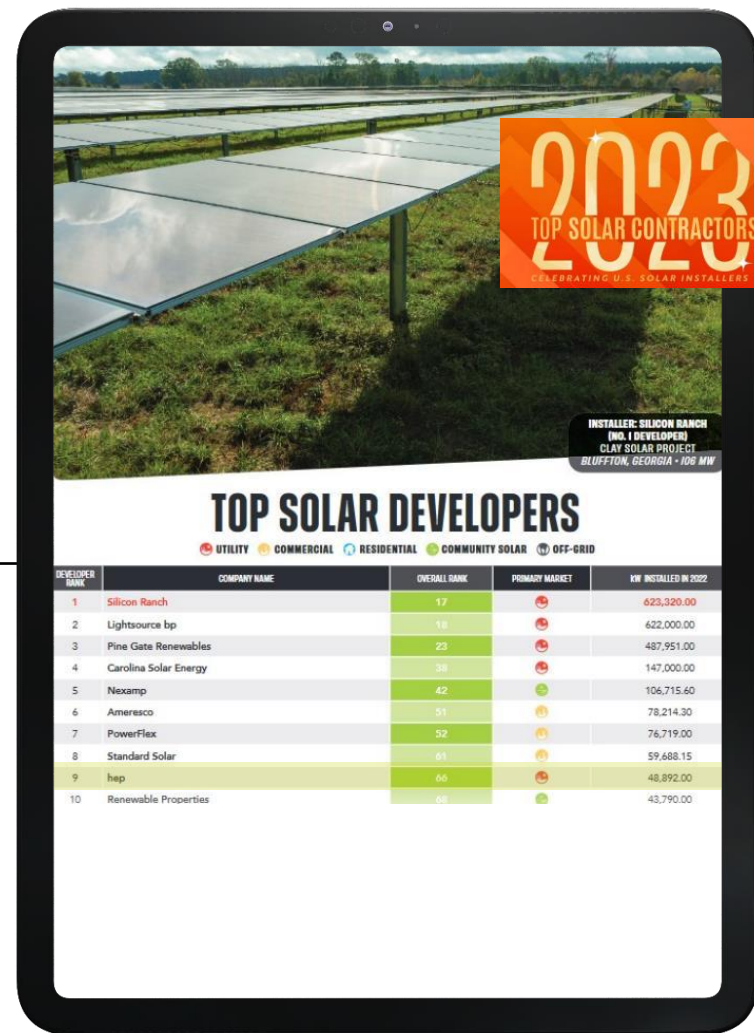 2023
TOP SOLAR CONTRACTORS
CELEBRATING U.S. SOLAR INSTALLERS
INSTALLER: SILICON RANCH
(NO. 1 DEVELOPER)
CLAY SOLAR PROJECT
BLUFFTON, GEORGIA • 106 MW
TOP SOLAR DEVELOPERS
UTILITY COMMERCIAL RESIDENTIAL COMMUNITY SOLAR OFF-GRID
DEVELOPER RANK COMPANY NAME OVERALL RANK PRIMARY MARKET kW INSTALLED IN 2022
1 Silicon Ranch 17 623,320.00
2 Lightsource bp 18 622,000.00
3 Pine Gate Renewables 23 487,951.00
4 Carolina Solar Energy 38 147,000.00
5 Nexamp 42 106,715.60
6 Ameresco 51 78,214.30
7 PowerFlex 52 76,719.00
8 Standard Solar 61 59,688.15
9 hep 66 48,892.00
10 Renewable Properties 68 43,790.00